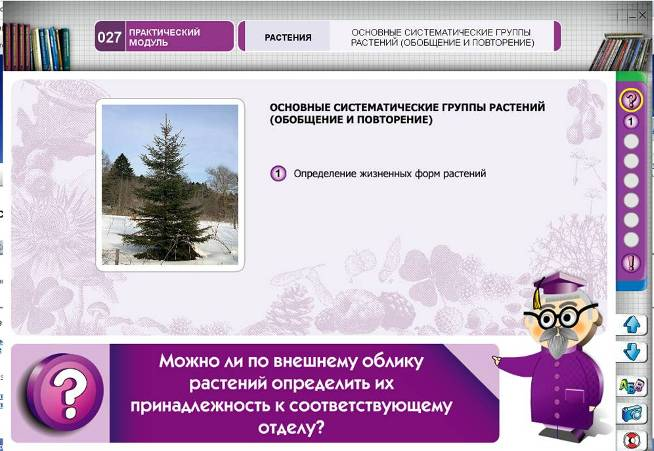 027
ПРАКТИЧЕСКИЙ
МОДУЛЬ
РАСТЕНИЯ
ОСНОВНЫЕ СИСТЕМАТИЧЕСКИЕ ГРУППЫ
РАСТЕНИЙ (ОБОБЩЕНИЕ И ПОВТОРЕНИЕ)
ОСНОВНЫЕ СИСТЕМАТИЧЕСКИЕ ГРУППЫ РАСТЕНИЙ
(ОБОБЩЕНИЕ И ПОВТОРЕНИЕ)
1 Определение жизненных форм растений
?
1
!
? Можно ли по внешнему облику
растений определить их
принадлежность к соответствующему
отделу?
АБВ